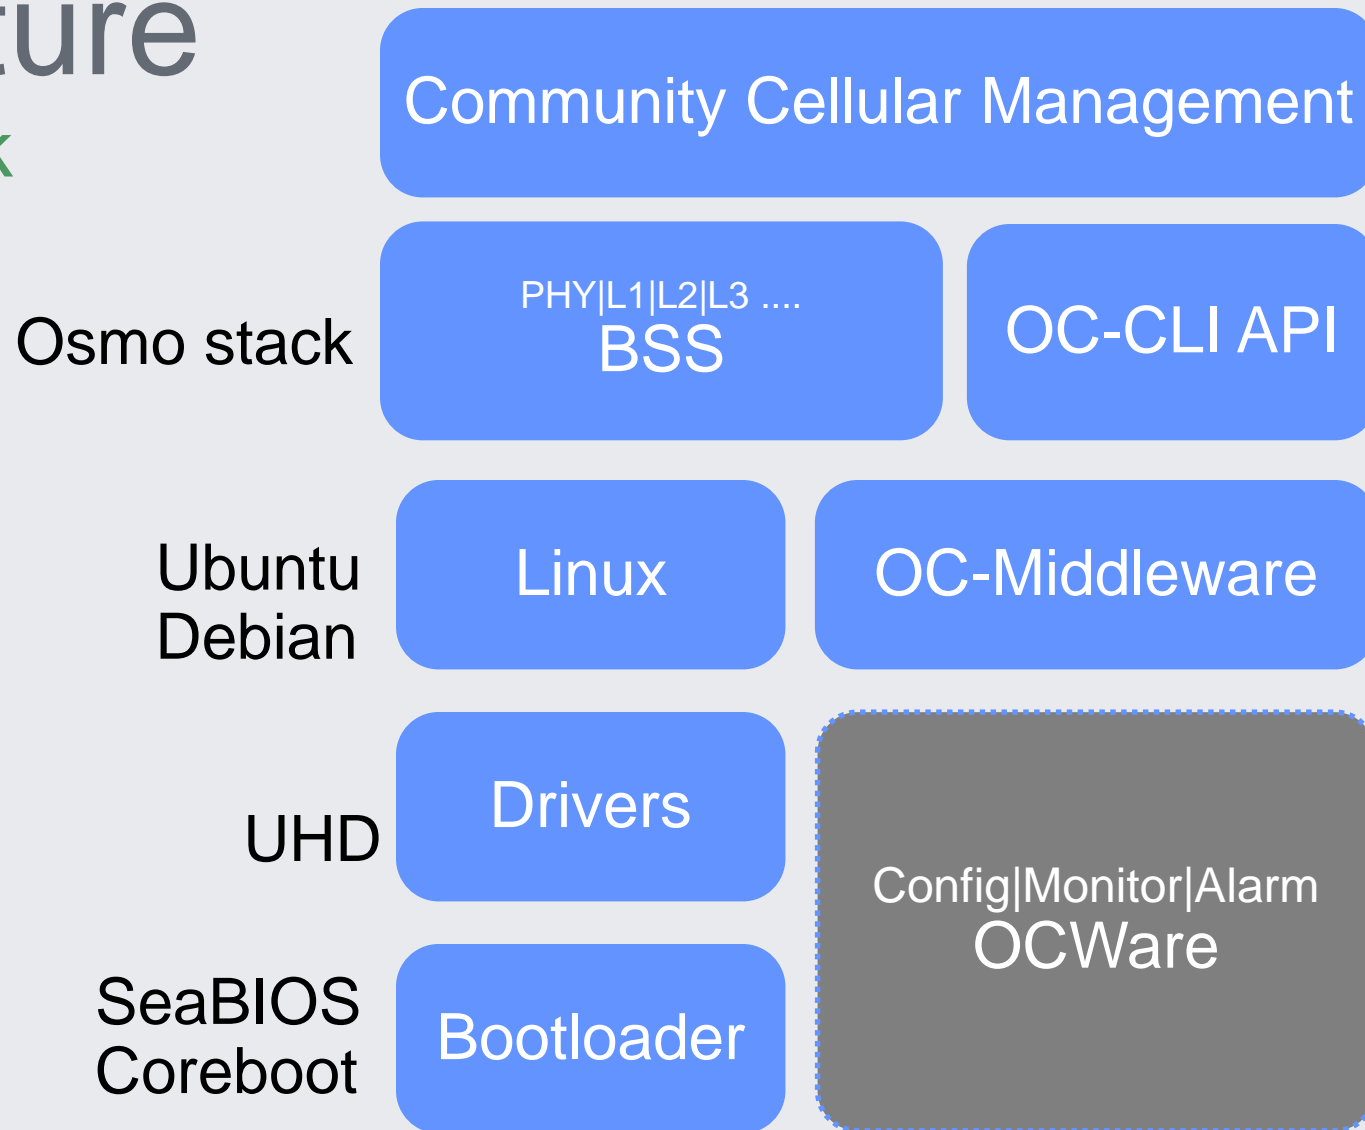 ture
k
Community Cellular Management
Osmo stack
PHY|L1|L2|L3 ....
BSS
OC-CLI API
Ubuntu
Debian
Linux
OC-Middleware
UHD
Drivers
Config|Monitor|Alarm
OCWare
SeaBIOS
Coreboot
Bootloader